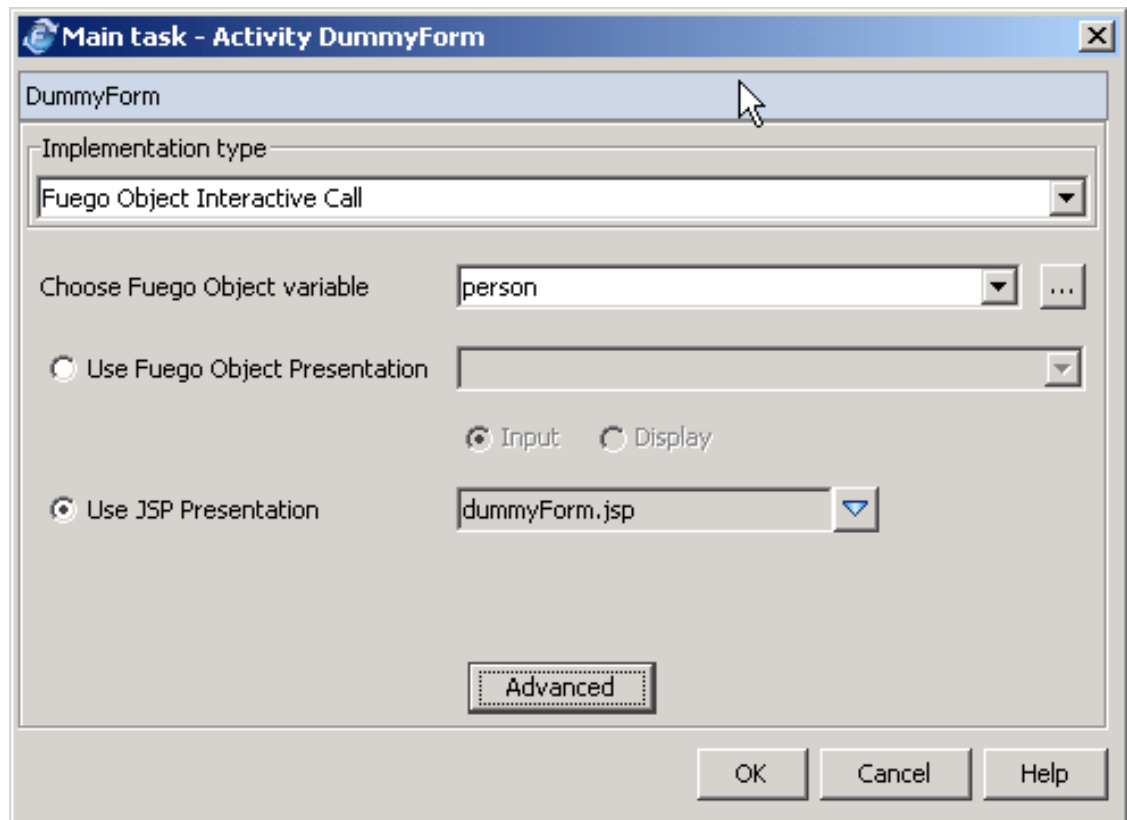 Main task - Activity DummyForm
DummyForm
Implementation type
Fuego Object Interactive Call
Choose Fuego Object variable person ...
Use Fuego Object Presentation
Input Display
Use JSP Presentation dummyForm.jsp
Advanced
OK Cancel Help